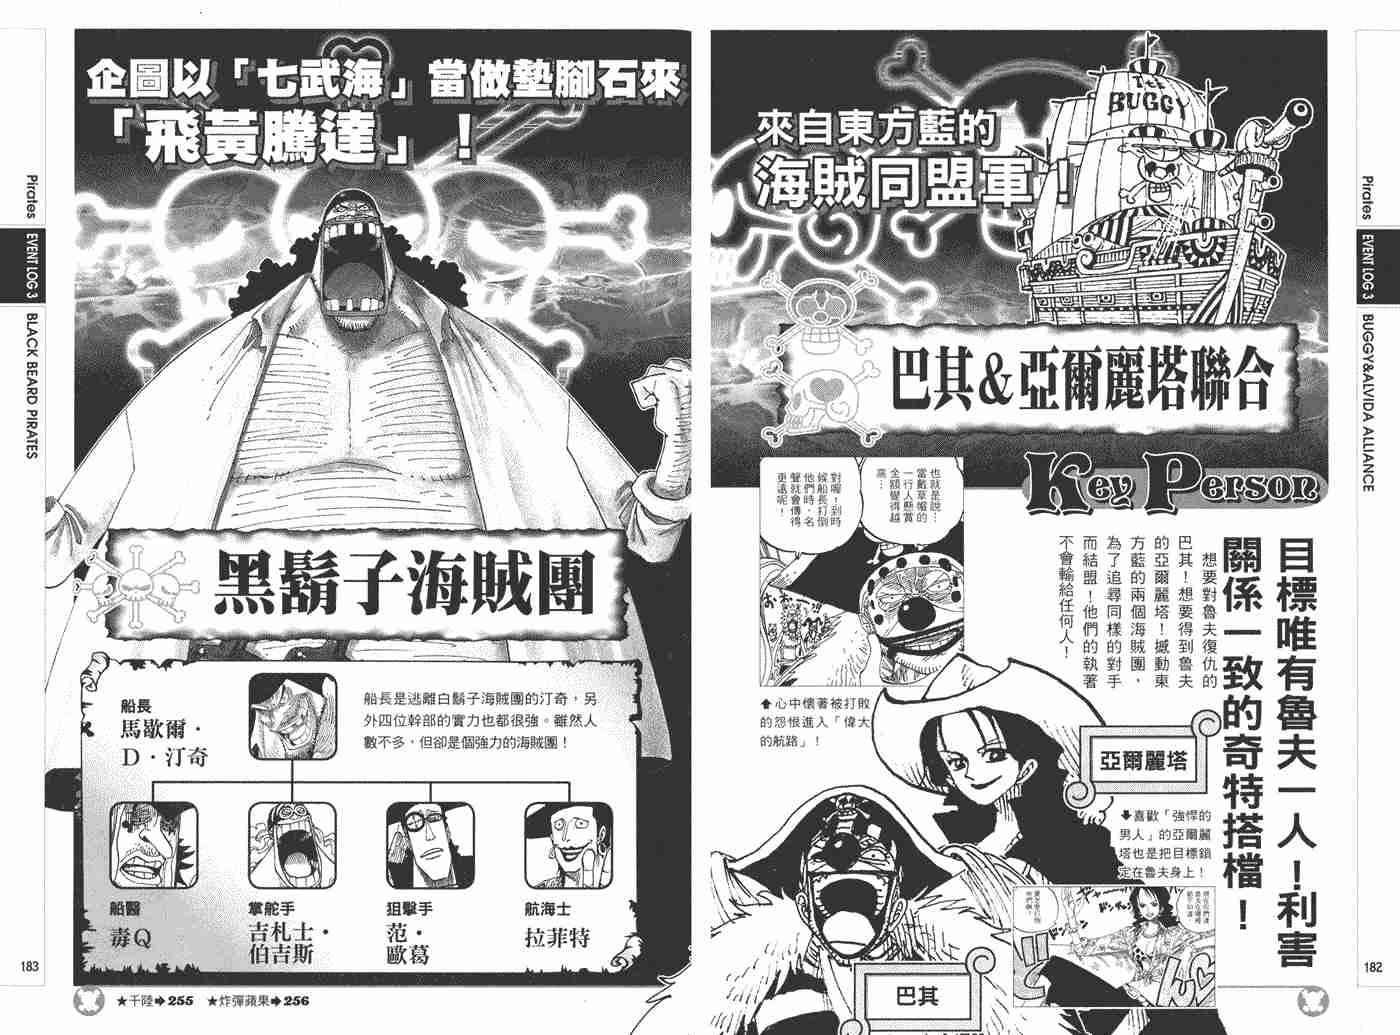 Pirates
EVENT LOG 3
BUGGY&ALVIDA ALLIANCE
182
來自東方藍的
海賊同盟軍！
THE
BUGGY
巴其&亞爾麗塔聯合
Key Person
目標唯有魯夫一人！利害
關係一致的奇特搭檔！
想要對魯夫復仇的
巴其！想要得到魯夫
的亞爾麗塔！撼動東
方藍的兩個海賊團，
為了追尋同樣的對手
而結盟！他們的執著
不會輸給任何人！
也就是說…
當戴草帽的
一行人懸賞
金額變得越
高…
對喔！到時
候船長打倒
他們時，名
聲就會傳得
更遠呢！
⬆心中懷著被打敗
的怨恨進入「偉大
的航路」！
亞爾麗塔
⬇喜歡「強悍的
男人」的亞爾麗
塔也是把目標鎖
定在魯夫身上！
巴其
Pirates
EVENT LOG 3
BLACK BEARD PIRATES
183
企圖以「七武海」當做墊腳石來
「飛黃騰達」！
黑鬍子海賊團
船長
馬歇爾・
D・汀奇
船長是逃離白鬍子海賊團的汀奇，另
外四位幹部的實力也都很強。雖然人
數不多，但卻是個強力的海賊團！
船醫
毒Q
掌舵手
吉札士・
伯吉斯
狙擊手
范・
歐葛
航海士
拉菲特
★千陸➡255 ★炸彈蘋果➡256